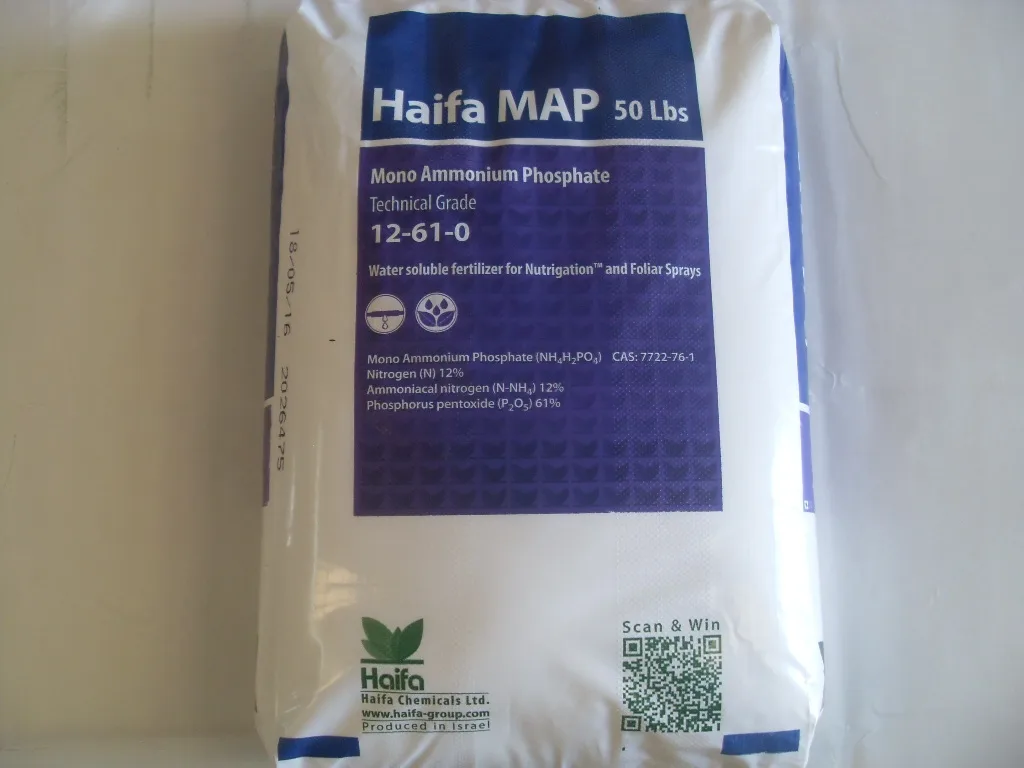 Haifa MAP 50 Lbs
Mono Ammonium Phosphate
Technical Grade
12-61-0
Water soluble fertilizer for Nutrigation™ and Foliar Sprays
Mono Ammonium Phosphate (NH₄H₂PO₄) CAS: 7722-76-1
Nitrogen (N) 12%
Ammoniacal nitrogen (N-NH₄) 12%
Phosphorus pentoxide (P₂O₅) 61%
18/05/16 2026475
Scan & Win
Haifa
Haifa Chemicals Ltd.
www.haifa-group.com
Produced in Israel